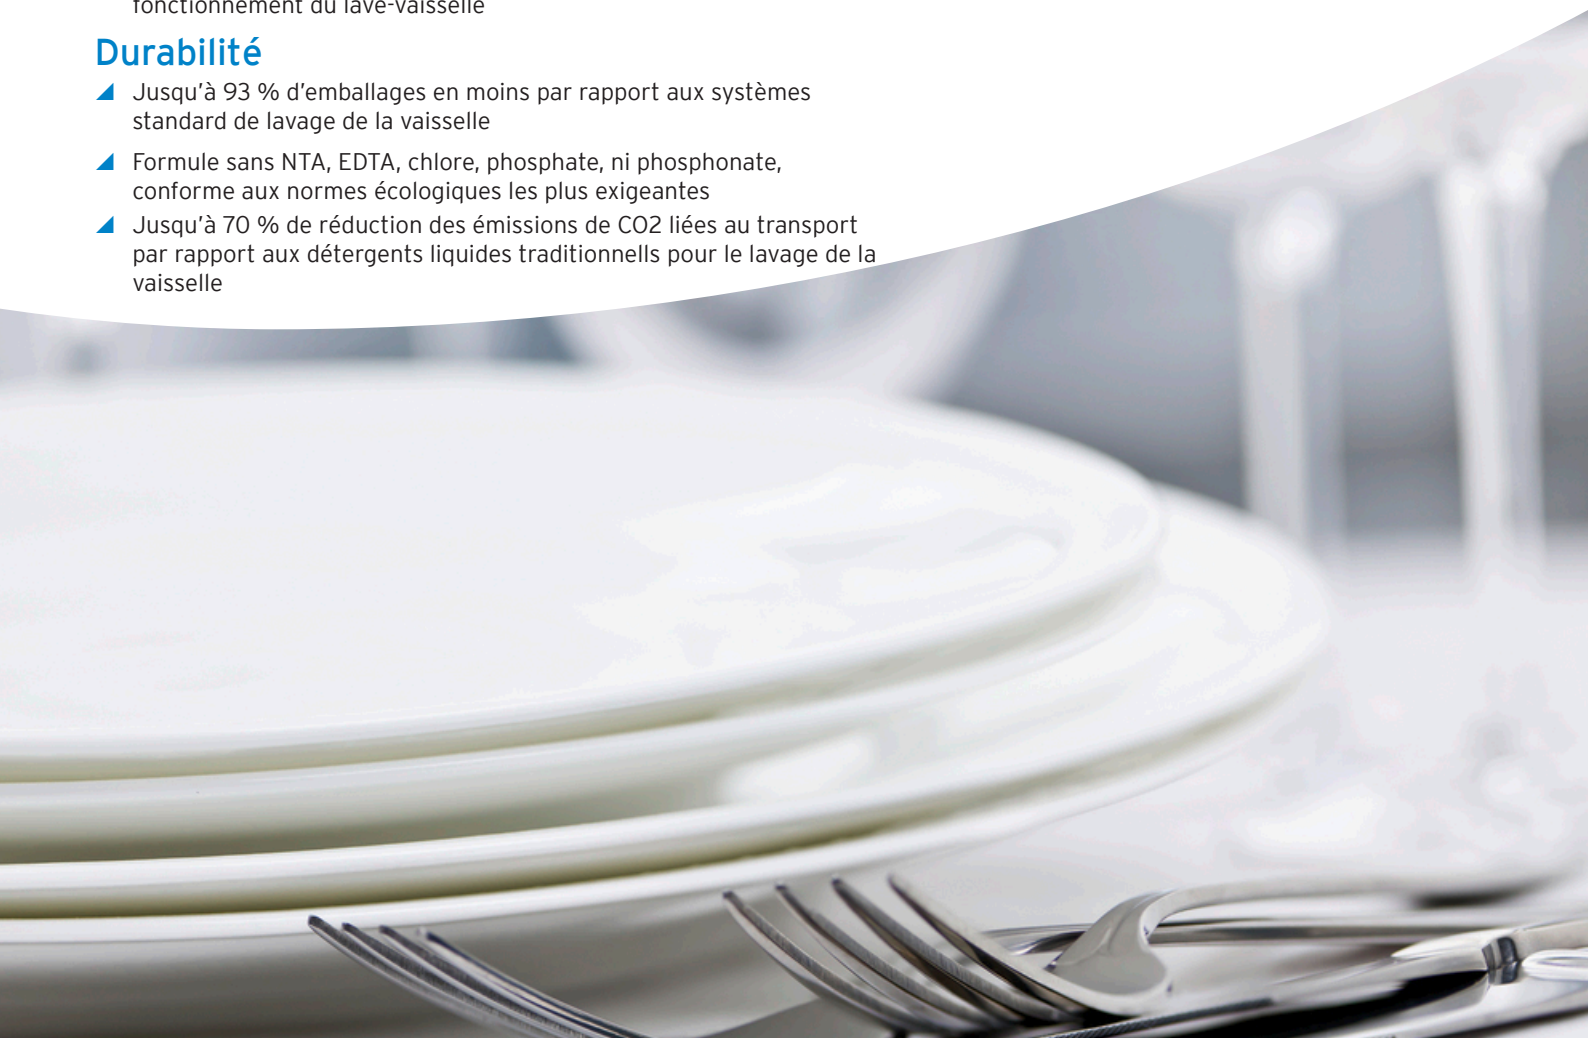 fonctionnement du lave-vaisselle
Durabilité
Jusqu'à 93 % d'emballages en moins par rapport aux systèmes
standard de lavage de la vaisselle
Formule sans NTA, EDTA, chlore, phosphate, ni phosphonate,
conforme aux normes écologiques les plus exigeantes
Jusqu'à 70 % de réduction des émissions de CO2 liées au transport
par rapport aux détergents liquides traditionnells pour le lavage de la
vaisselle